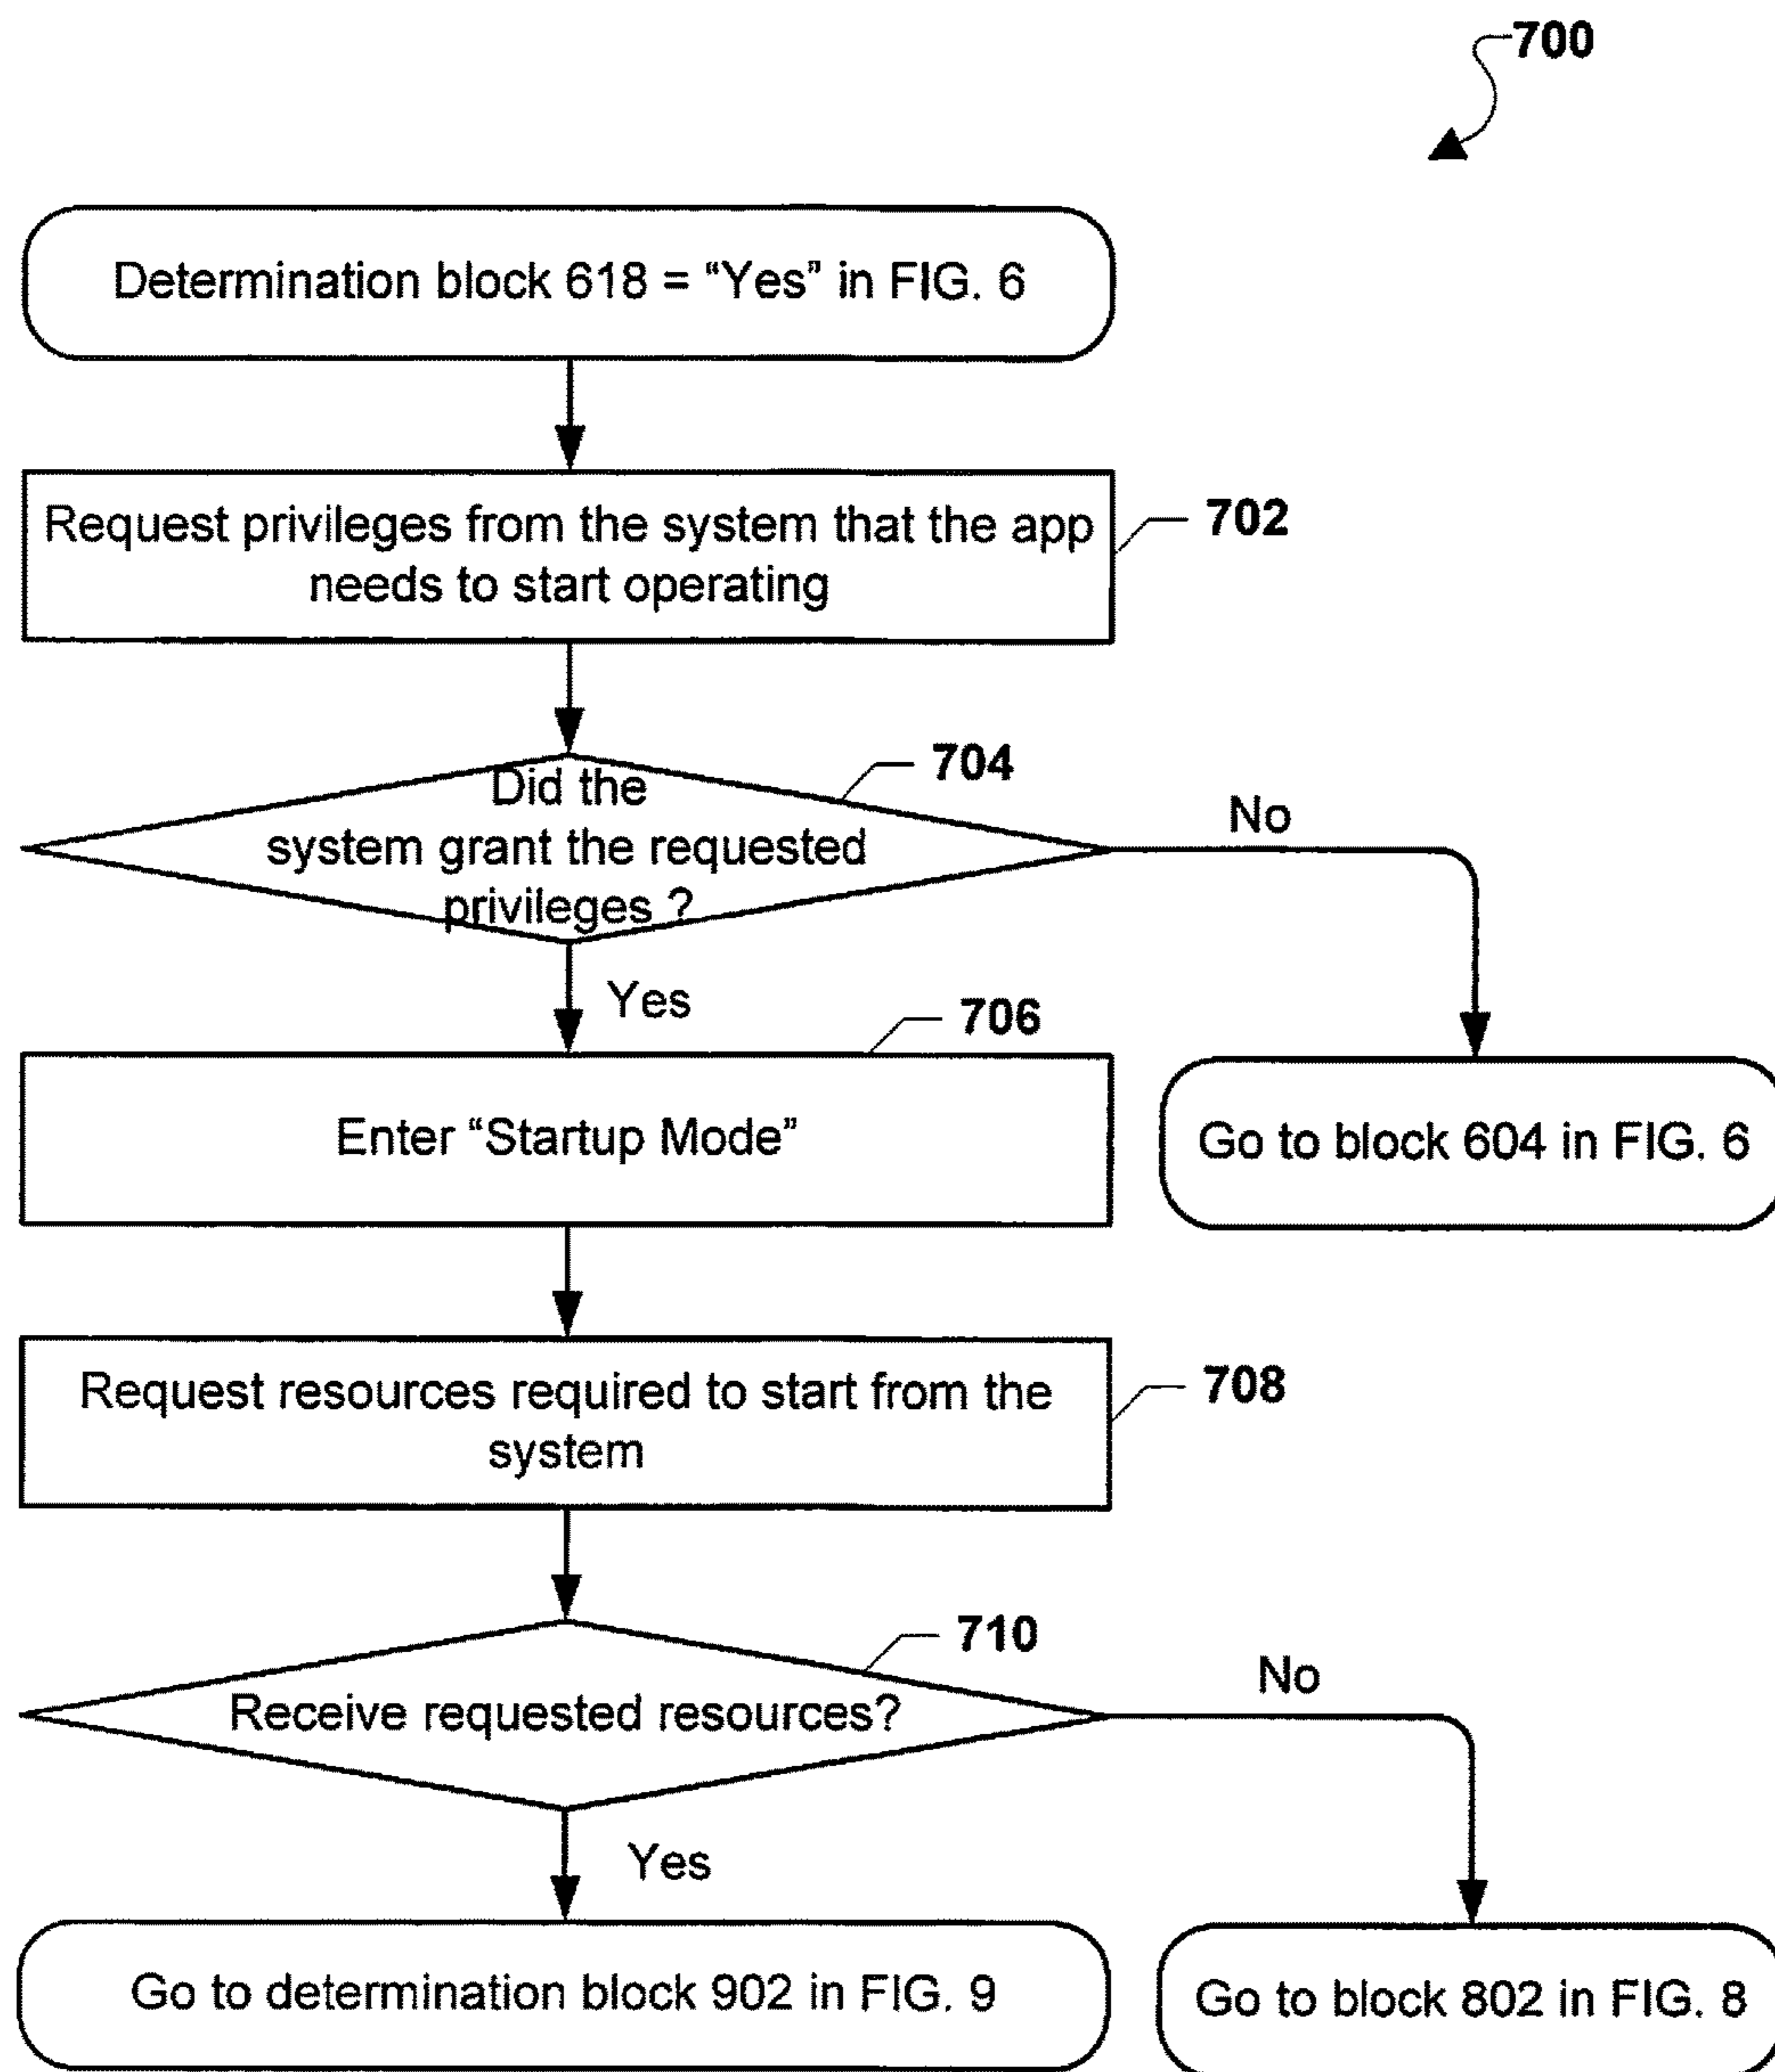 700
Determination block 618 = “Yes” in FIG. 6
Request privileges from the system that the app
needs to start operating
702
Did the
system grant the requested
privileges ?
704
No
Yes
706
Enter “Startup Mode”
Go to block 604 in FIG. 6
Request resources required to start from the
system
708
710
Receive requested resources?
No
Yes
Go to determination block 902 in FIG. 9
Go to block 802 in FIG. 8